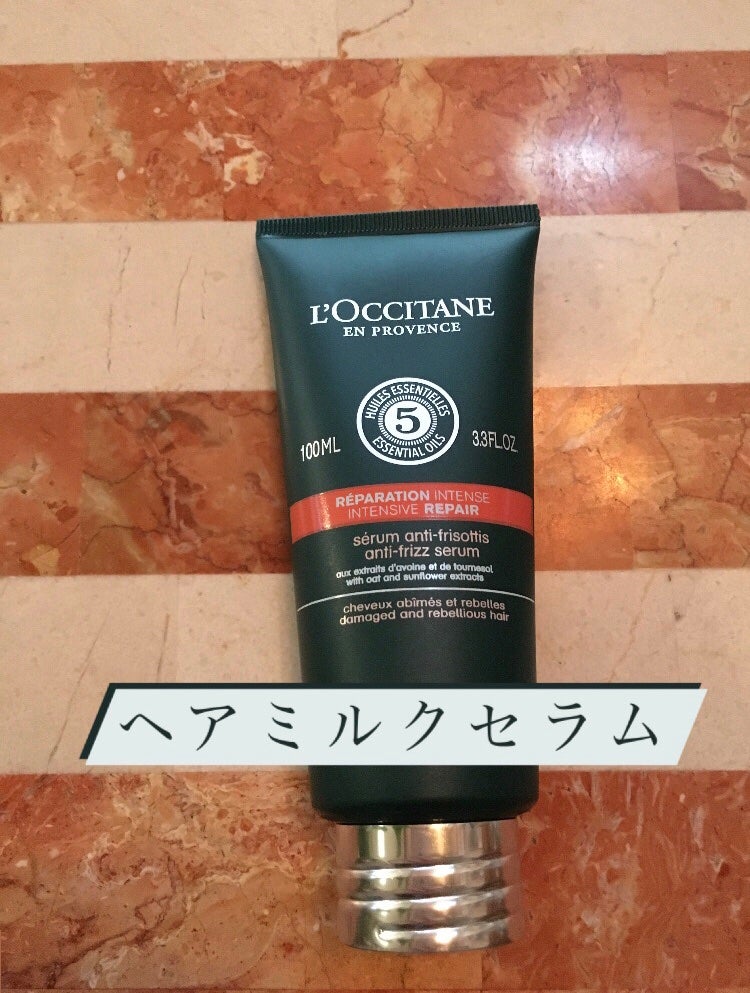 L'OCCITANE
EN PROVENCE
HUILES ESSENTIELLES
5
ESSENTIAL OILS
100ML
3.3FL.OZ.
RÉPARATION INTENSE
INTENSIVE REPAIR
sérum anti-frisottis
anti-frizz serum
aux extraits d'avoine et de tournesol
with oat and sunflower extracts
cheveux abîmés et rebelles
damaged and rebellious hair
ヘアミルクセラム